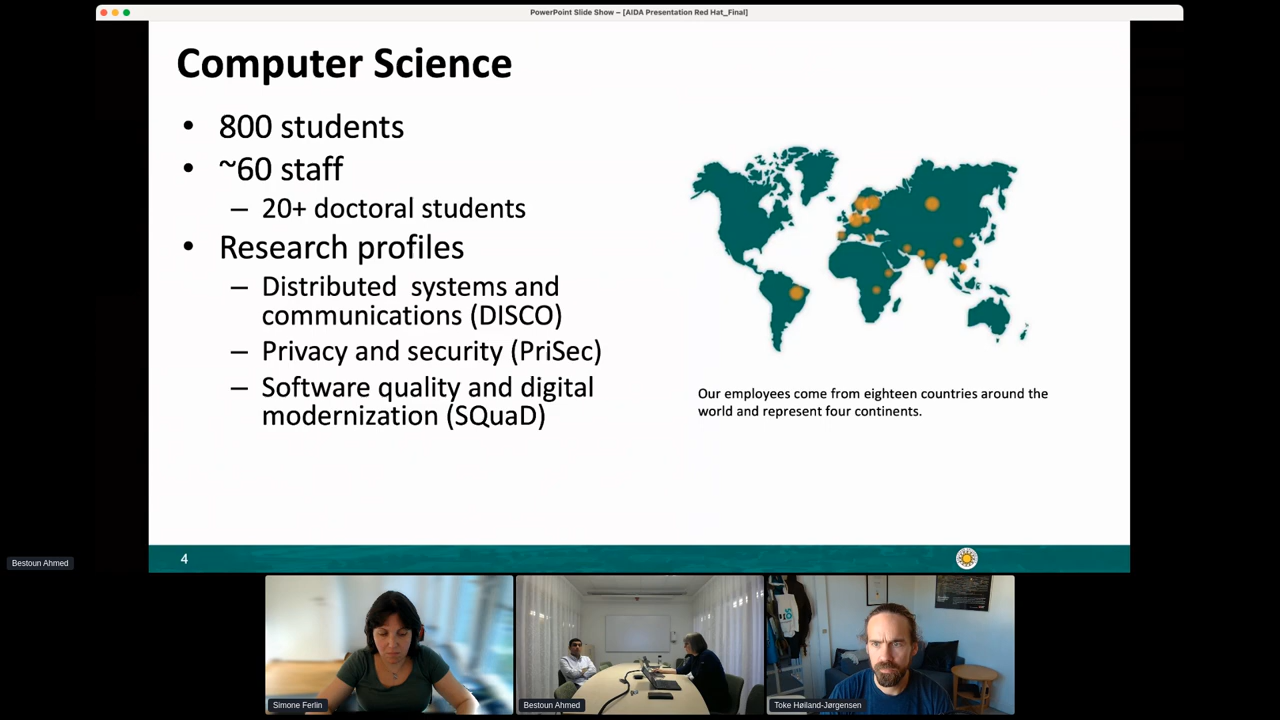 PowerPoint Slide Show – [AIDA Presentation Red Hat_Final]
Computer Science
• 800 students
• ~60 staff
– 20+ doctoral students
• Research profiles
– Distributed systems and
communications (DISCO)
– Privacy and security (PriSec)
– Software quality and digital
modernization (SQuaD)
Our employees come from eighteen countries around the
world and represent four continents.
4
Bestoun Ahmed
Simone Ferlin
Bestoun Ahmed
Toke Høiland-Jørgensen